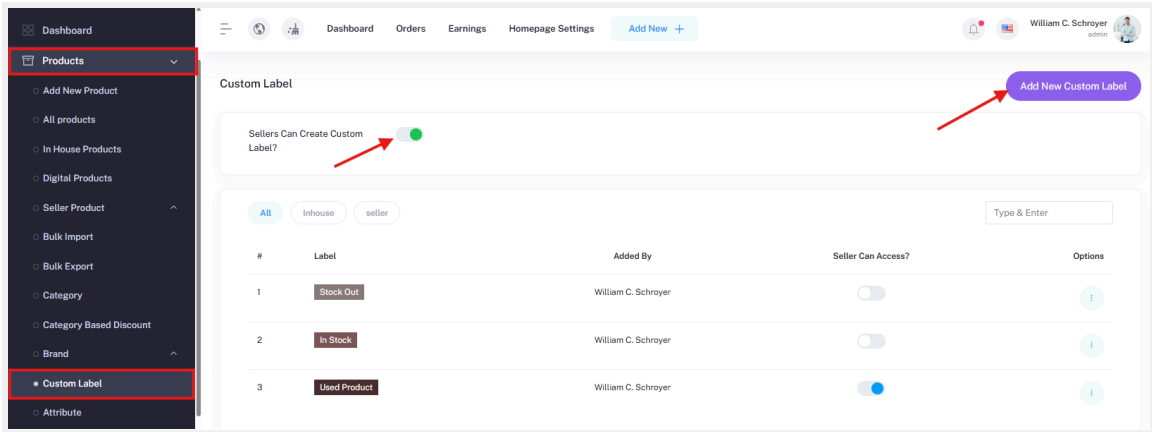 Dashboard
Products
Add New Product
All products
In House Products
Digital Products
Seller Product
Bulk Import
Bulk Export
Category
Category Based Discount
Brand
Custom Label
Attribute
Dashboard Orders Earnings Homepage Settings Add New +
William C. Schroyer
admin
Custom Label
Add New Custom Label
Sellers Can Create Custom
Label?
All Inhouse seller
Type & Enter
# Label Added By Seller Can Access? Options
1 Stock Out William C. Schroyer
2 In Stock William C. Schroyer
3 Used Product William C. Schroyer